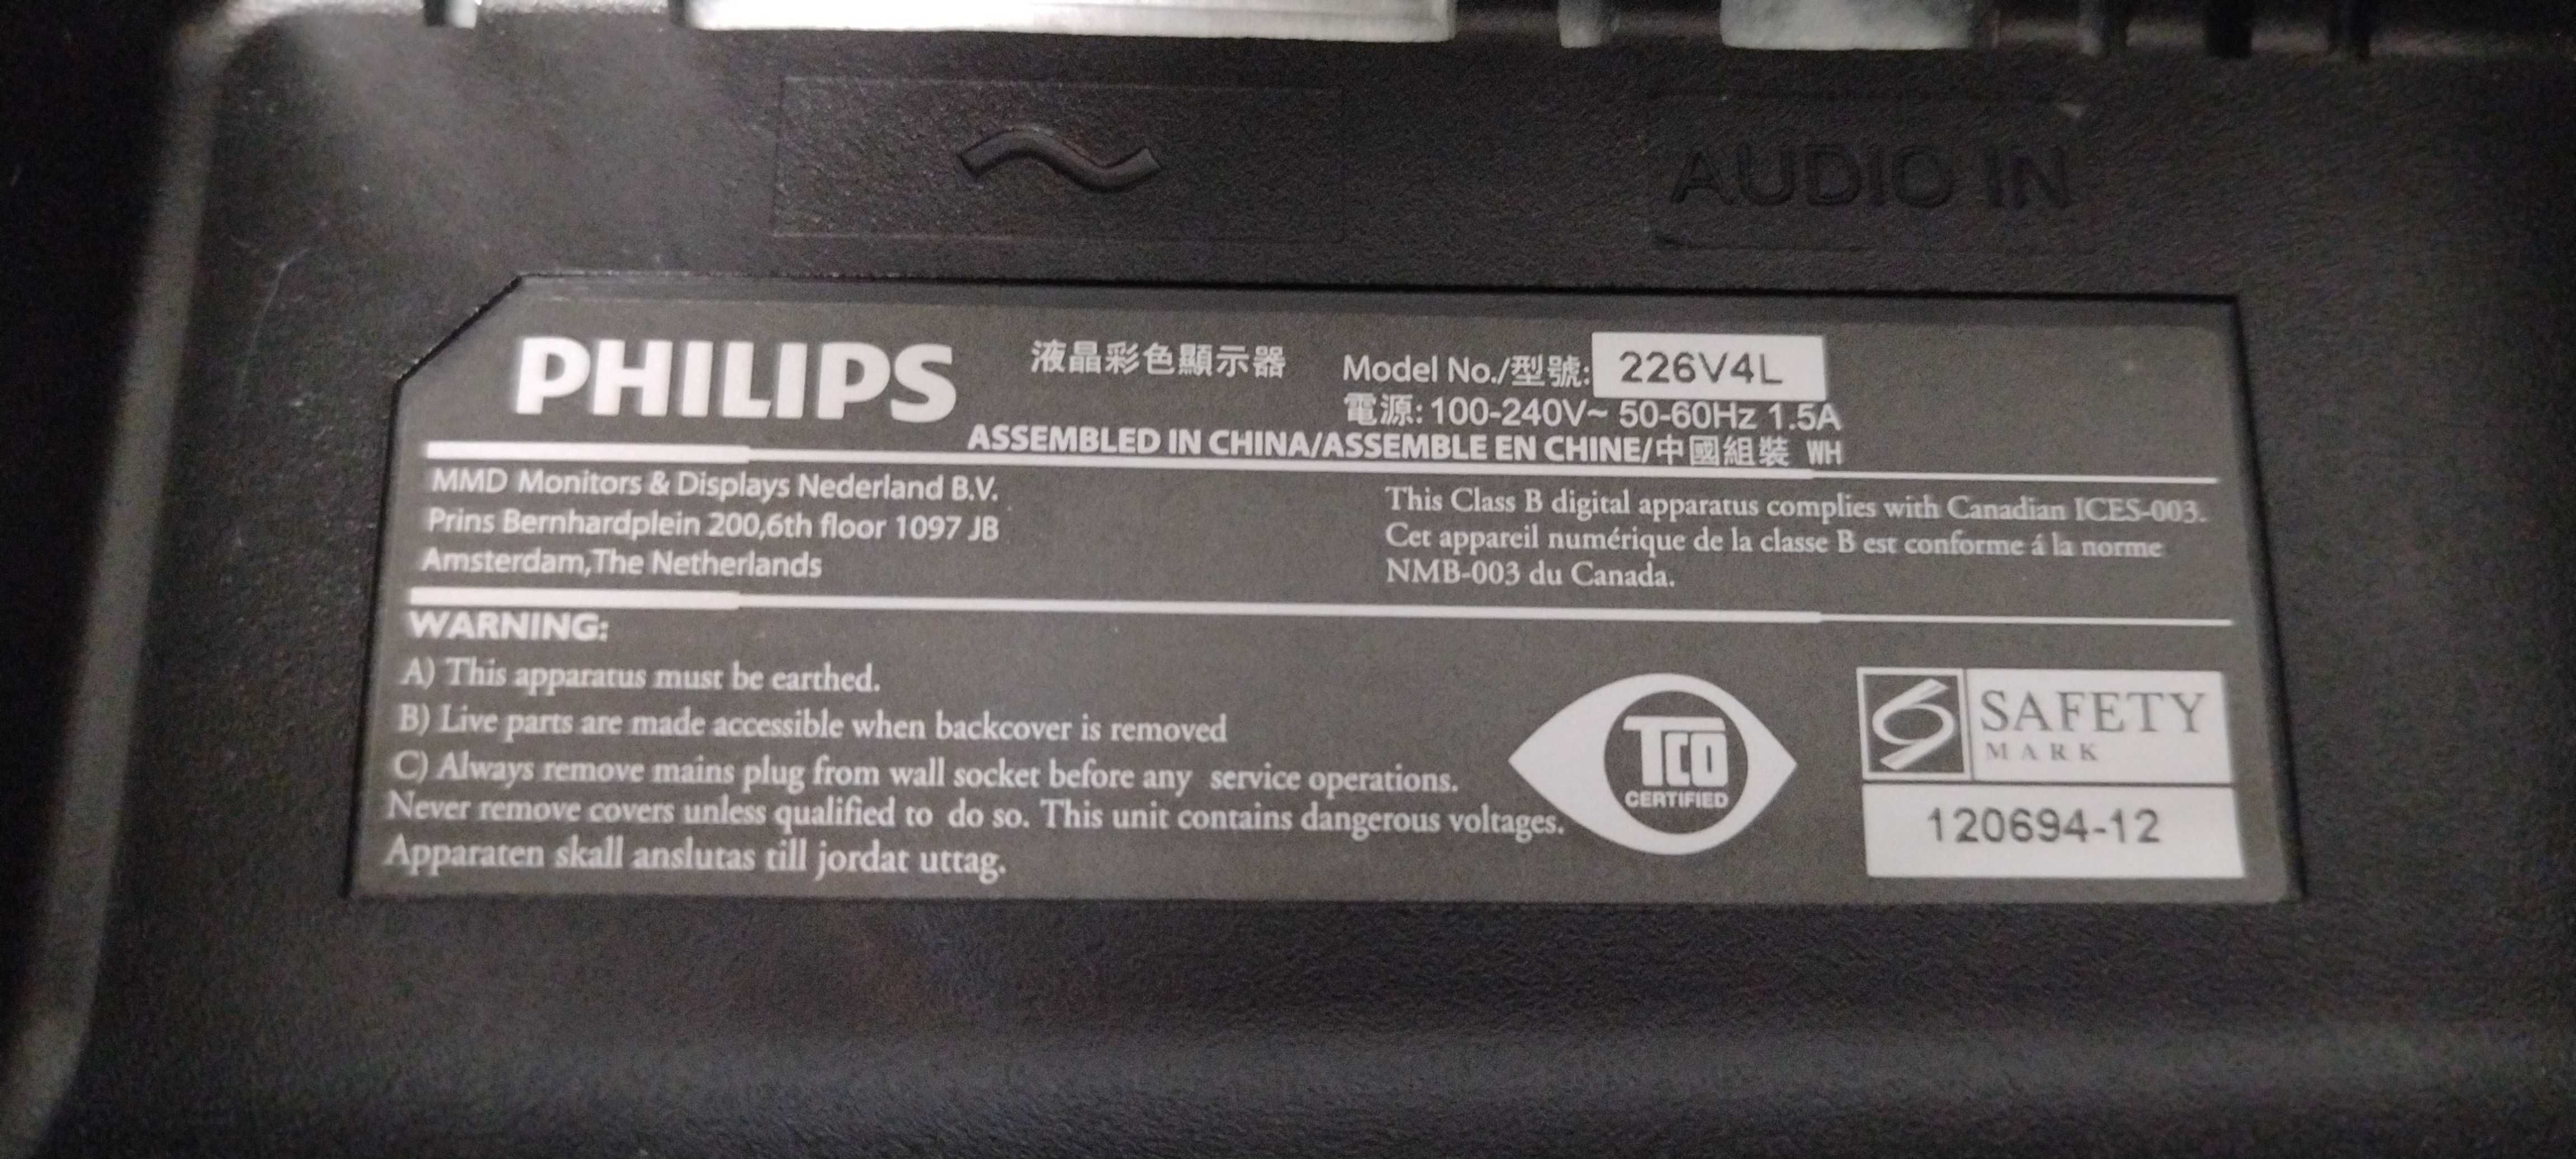 ~
AUDIO IN
PHILIPS
液晶彩色顯示器
Model No./型號: 226V4L
電源: 100-240V~ 50-60Hz 1.5A
ASSEMBLED IN CHINA/ASSEMBLE EN CHINE/中國組裝 WH
MMD Monitors & Displays Nederland B.V.
Prins Bernhardplein 200,6th floor 1097 JB
Amsterdam,The Netherlands
This Class B digital apparatus complies with Canadian ICES-003.
Cet appareil numérique de la classe B est conforme á la norme
NMB-003 du Canada.
WARNING:
A) This apparatus must be earthed.
B) Live parts are made accessible when backcover is removed
C) Always remove mains plug from wall socket before any service operations.
Never remove covers unless qualified to do so. This unit contains dangerous voltages.
Apparaten skall anslutas till jordat uttag.
TCO
CERTIFIED
SAFETY
MARK
120694-12